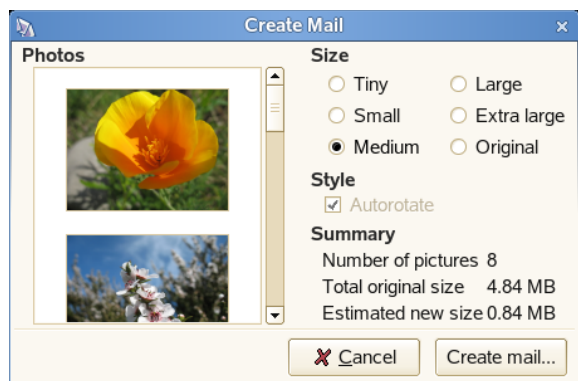 Create Mail
Photos
Size
Tiny
Large
Small
Extra large
Medium
Original
Style
Autorotate
Summary
Number of pictures 8
Total original size 4.84 MB
Estimated new size 0.84 MB
Cancel
Create mail...